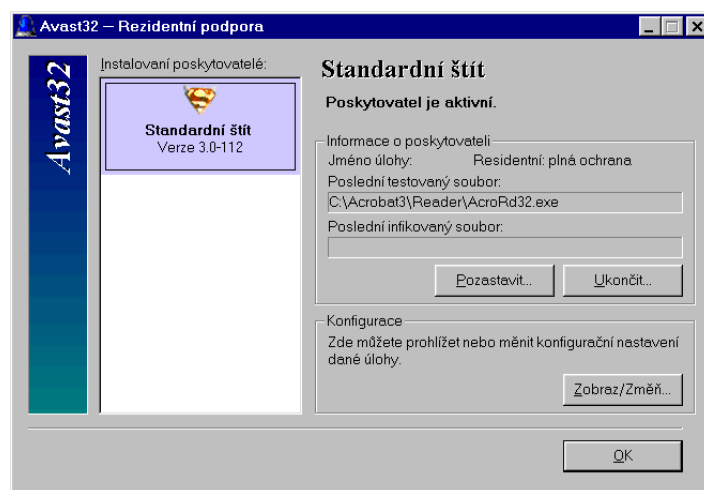 Avast32 – Rezidentní podpora
Avast32
Instalovaní poskytovatelé:
Standardní štít
Verze 3.0-112
Standardní štít
Poskytovatel je aktivní.
Informace o poskytovateli
Jméno úlohy: Residentní: plná ochrana
Poslední testovaný soubor:
C:\Acrobat3\Reader\AcroRd32.exe
Poslední infikovaný soubor:
Pozastavit... Ukončit...
Konfigurace
Zde můžete prohlížet nebo měnit konfigurační nastavení
dané úlohy.
Zobraz/Změň...
OK